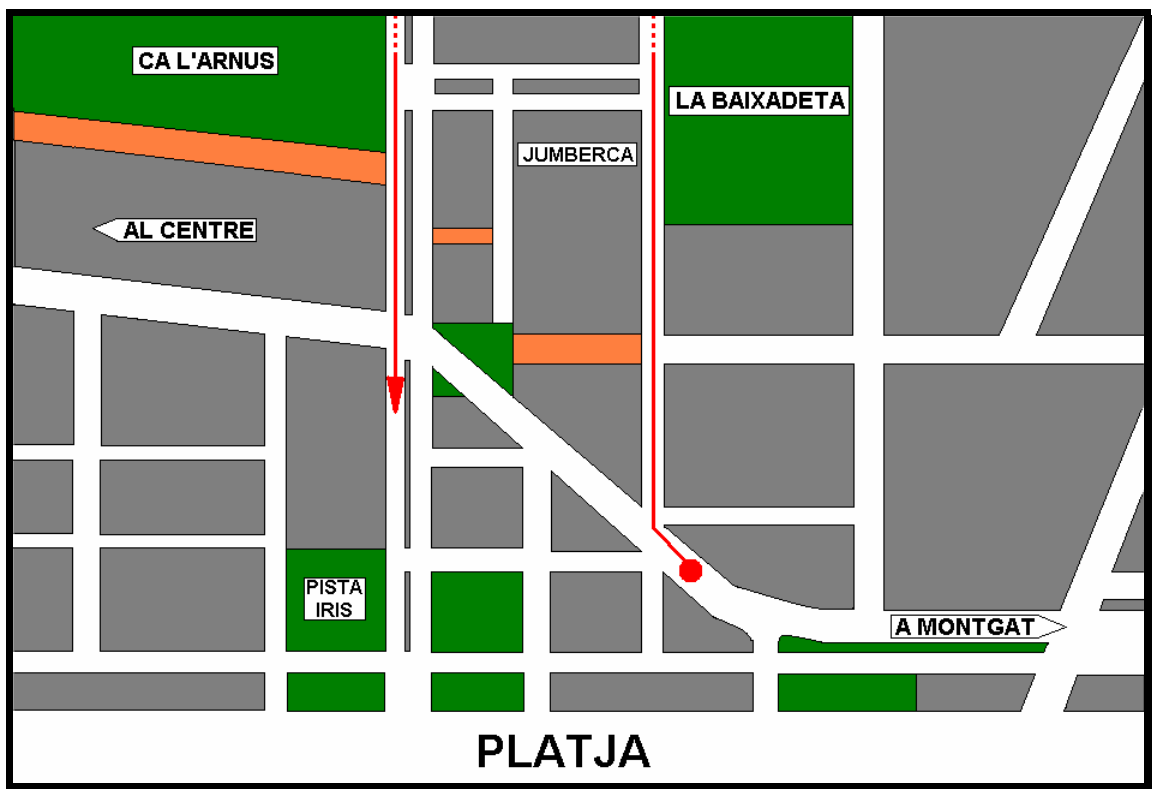 CA L'ARNUS
LA BAIXADETA
JUMBERCA
AL CENTRE
PISTA
IRIS
A MONTGAT
PLATJA